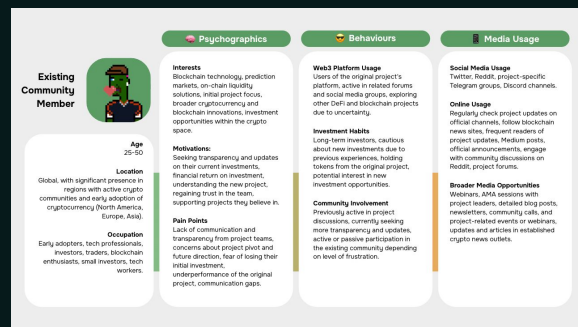 Existing
Community
Member
Age
25-50
Location
Global, with significant presence in
regions with active crypto
communities and early adoption of
cryptocurrency (North America,
Europe, Asia).
Occupation
Early adopters, tech professionals,
investors, traders, blockchain
enthusiasts, small investors, tech
workers.
🧠 Psychographics
Interests
Blockchain technology, prediction
markets, on-chain liquidity
solutions, initial project focus,
broader cryptocurrency and
blockchain innovations, investment
opportunities within the crypto
space.
Motivations:
Seeking transparency and updates
on their current investments,
financial return on investment,
understanding the new project,
regaining trust in the team,
supporting projects they believe in.
Pain Points
Lack of communication and
transparency from project teams,
concerns about project pivot and
future direction, fear of losing their
initial investment,
underperformance of the original
project, communication gaps.
😎 Behaviours
Web3 Platform Usage
Users of the original project's
platform, active in related forums
and social media groups, exploring
other DeFi and blockchain projects
due to uncertainty.
Investment Habits
Long-term investors, cautious
about new investments due to
previous experiences, holding
tokens from the original project,
potential interest in new
investment opportunities.
Community Involvement
Previously active in project
discussions, currently seeking
more transparency and updates,
active or passive participation in
the existing community depending
on level of frustration.
📱 Media Usage
Social Media Usage
Twitter, Reddit, project-specific
Telegram groups, Discord channels.
Online Usage
Regularly check project updates on
official channels, follow blockchain
news sites, frequent readers of
project updates, Medium posts,
official announcements, engage
with community discussions on
Reddit, project forums.
Broader Media Opportunities
Webinars, AMA sessions with
project leaders, detailed blog posts,
newsletters, community calls, and
project-related events or webinars,
updates and articles in established
crypto news outlets.